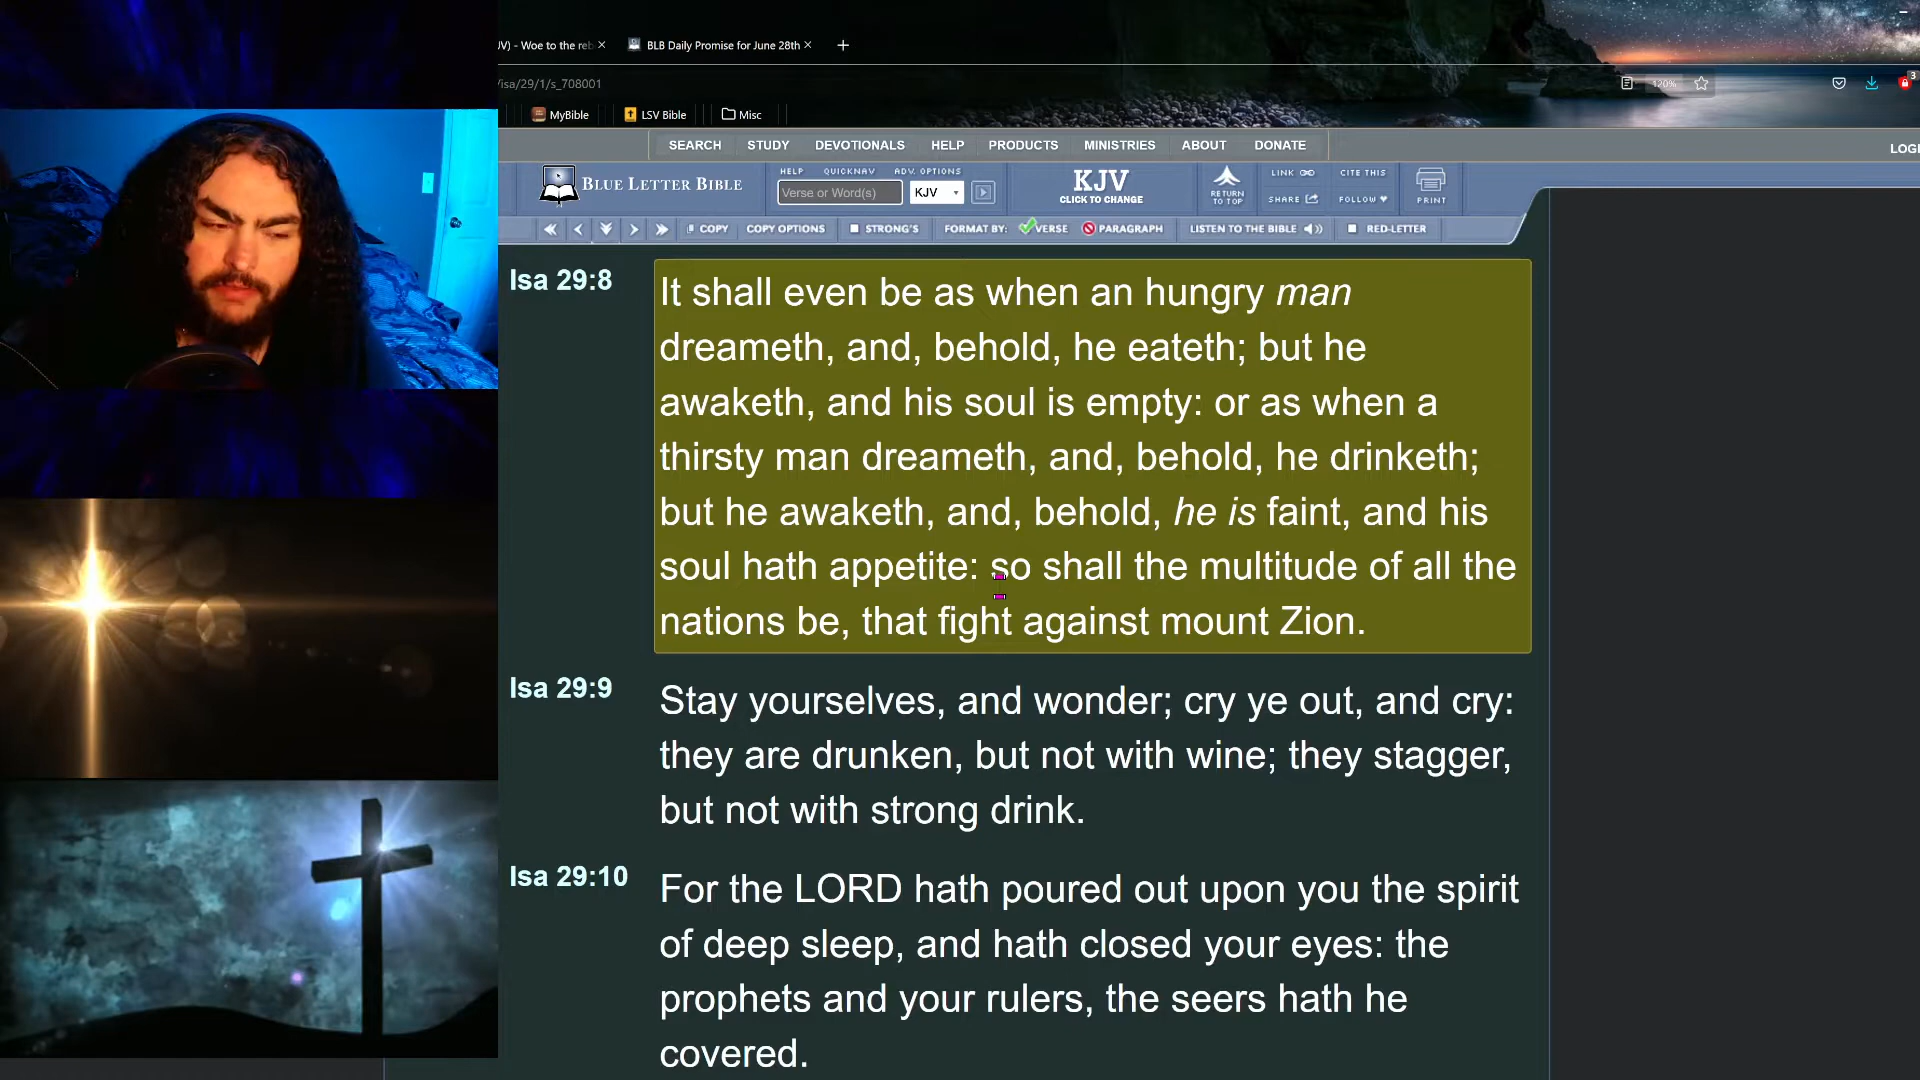 JV) - Woe to the reb
BLB Daily Promise for June 28th
/isa/29/1/s_708001
120%
3
MyBible
LSV Bible
Misc
SEARCH STUDY DEVOTIONALS HELP PRODUCTS MINISTRIES ABOUT DONATE
LOGI
BLUE LETTER BIBLE
HELP QUICKNAV ADV. OPTIONS
Verse or Word(s)
KJV
KJV
CLICK TO CHANGE
RETURN
TO TOP
LINK
CITE THIS
SHARE
FOLLOW
PRINT
COPY COPY OPTIONS STRONG'S FORMAT BY: VERSE PARAGRAPH LISTEN TO THE BIBLE RED-LETTER
Isa 29:8
It shall even be as when an hungry man
dreameth, and, behold, he eateth; but he
awaketh, and his soul is empty: or as when a
thirsty man dreameth, and, behold, he drinketh;
but he awaketh, and, behold, he is faint, and his
soul hath appetite: so shall the multitude of all the
nations be, that fight against mount Zion.
Isa 29:9
Stay yourselves, and wonder; cry ye out, and cry:
they are drunken, but not with wine; they stagger,
but not with strong drink.
Isa 29:10
For the LORD hath poured out upon you the spirit
of deep sleep, and hath closed your eyes: the
prophets and your rulers, the seers hath he
covered.